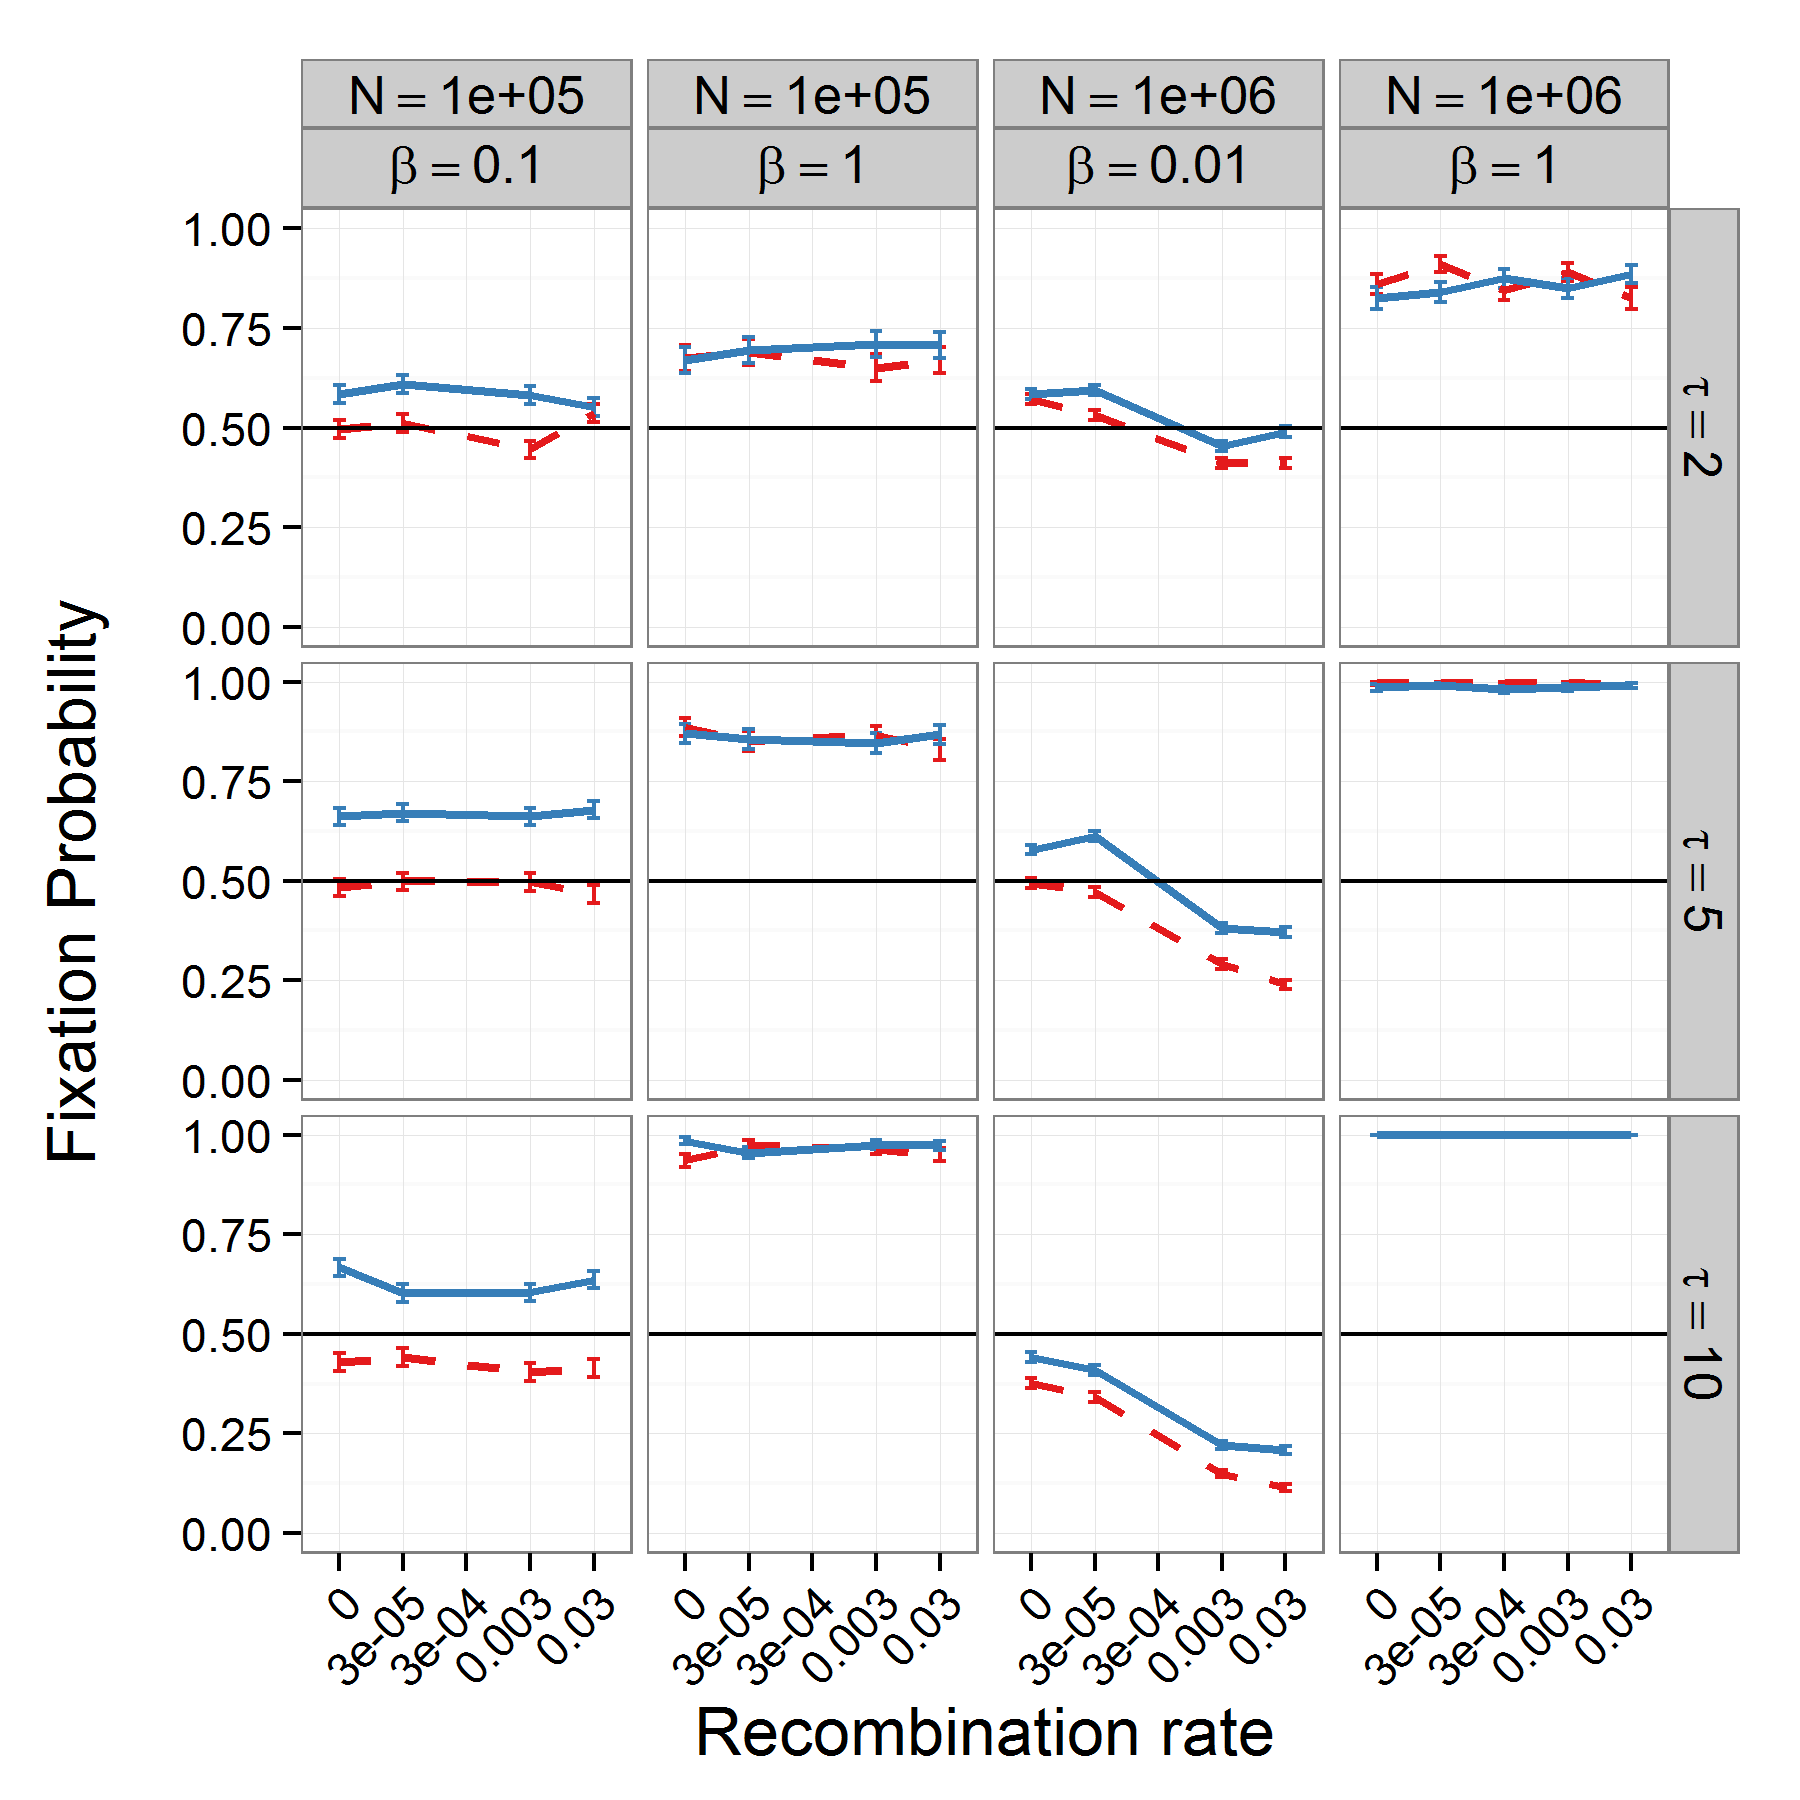 N = 1e+05
N = 1e+05
N = 1e+06
N = 1e+06
β = 0.1
β = 1
β = 0.01
β = 1
Fixation Probability
1.00
0.75
0.50
0.25
0.00
τ = 2
1.00
0.75
0.50
0.25
0.00
τ = 5
1.00
0.75
0.50
0.25
0.00
τ = 10
0
3e-05
3e-04
0.003
0.03
0
3e-05
3e-04
0.003
0.03
0
3e-05
3e-04
0.003
0.03
0
3e-05
3e-04
0.003
0.03
Recombination rate